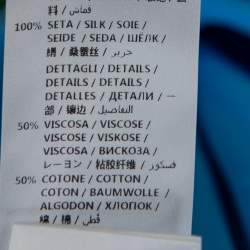 料 / قماش /
100% SETA / SILK / SOIE /
SEIDE / SEDA / ШЁЛК /
絹 / 桑蚕丝 / حرير /
DETTAGLI / DETAILS /
DETAILS / DETAILS /
DETALLES / ДЕТАЛИ / 一
部 / 镶边 / التفاصيل /
50% VISCOSA / VISCOSE /
VISCOSE / VISKOSE /
VISCOSA / ВИСКОЗА /
レーヨン / 粘胶纤维 / فسكوز /
50% COTONE / COTTON /
COTON / BAUMWOLLE /
ALGODON / ХЛОПОК /
綿 / 棉 / قطن /